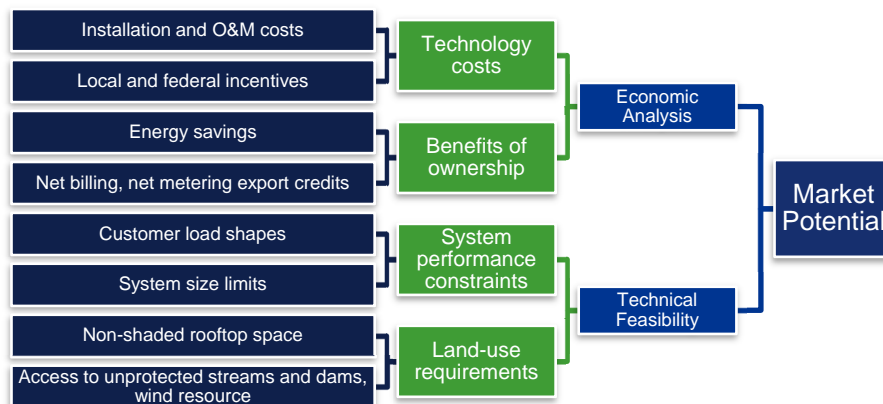 Installation and O&M costs
Local and federal incentives
Energy savings
Net billing, net metering export credits
Customer load shapes
System size limits
Non-shaded rooftop space
Access to unprotected streams and dams,
wind resource
Technology
costs
Benefits of
ownership
System
performance
constraints
Land-use
requirements
Economic
Analysis
Technical
Feasibility
Market
Potential